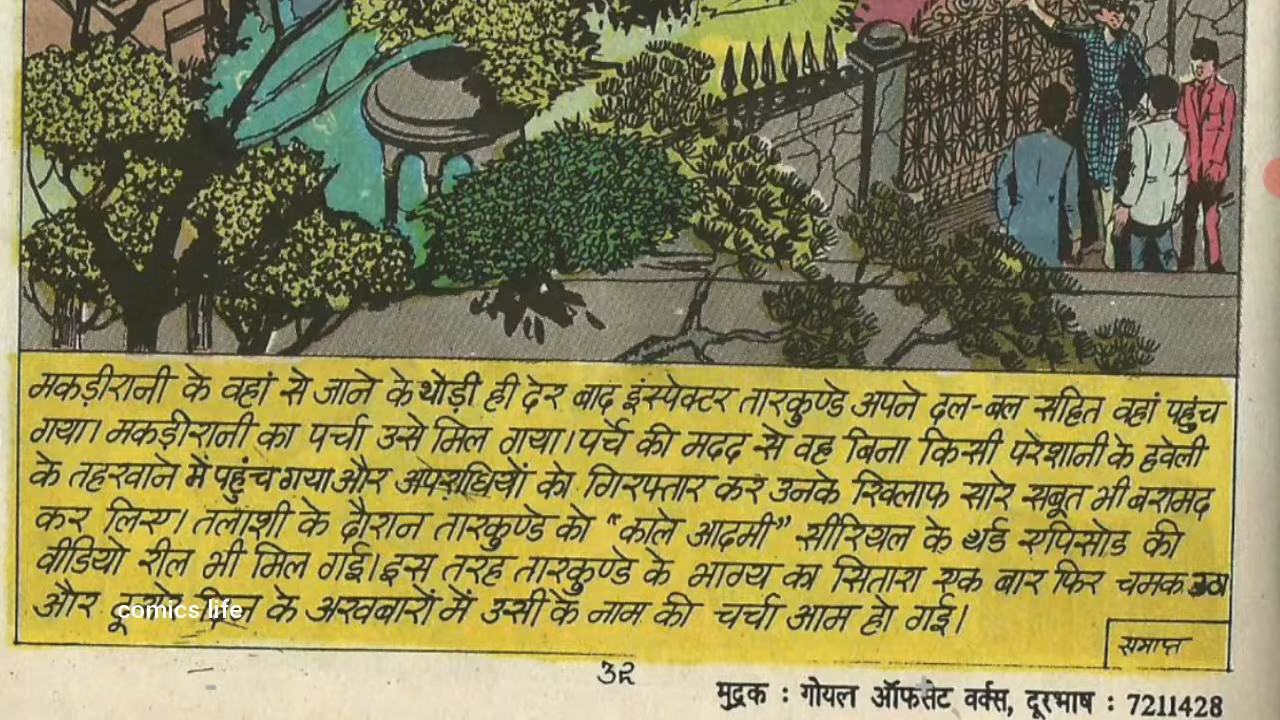 मकड़ीरानी के वहां से जाने के थोड़ी ही देर बाद इंस्पेक्टर तारकुण्डे अपने दल-बल सहित वहां पहुंच
गया। मकड़ीरानी का पर्चा उसे मिल गया। पर्चे की मदद से वह बिना किसी परेशानी के हवेली
के तहखाने में पहुंच गया और अपराधियों को गिरफ्तार कर उनके खिलाफ सारे सबूत भी बरामद
कर लिए। तलाशी के दौरान तारकुण्डे को “काले आदमी” सीरियल के थर्ड एपिसोड की
वीडियो रील भी मिल गई। इस तरह तारकुण्डे के भाग्य का सितारा एक बार फिर चमक उठा
और के अखबारों में उसी के नाम की चर्चा आम हो गई।
comics life
समाप्त
३२
मुद्रक : गोयल ऑफसेट वर्क्स, दूरभाष : 7211428